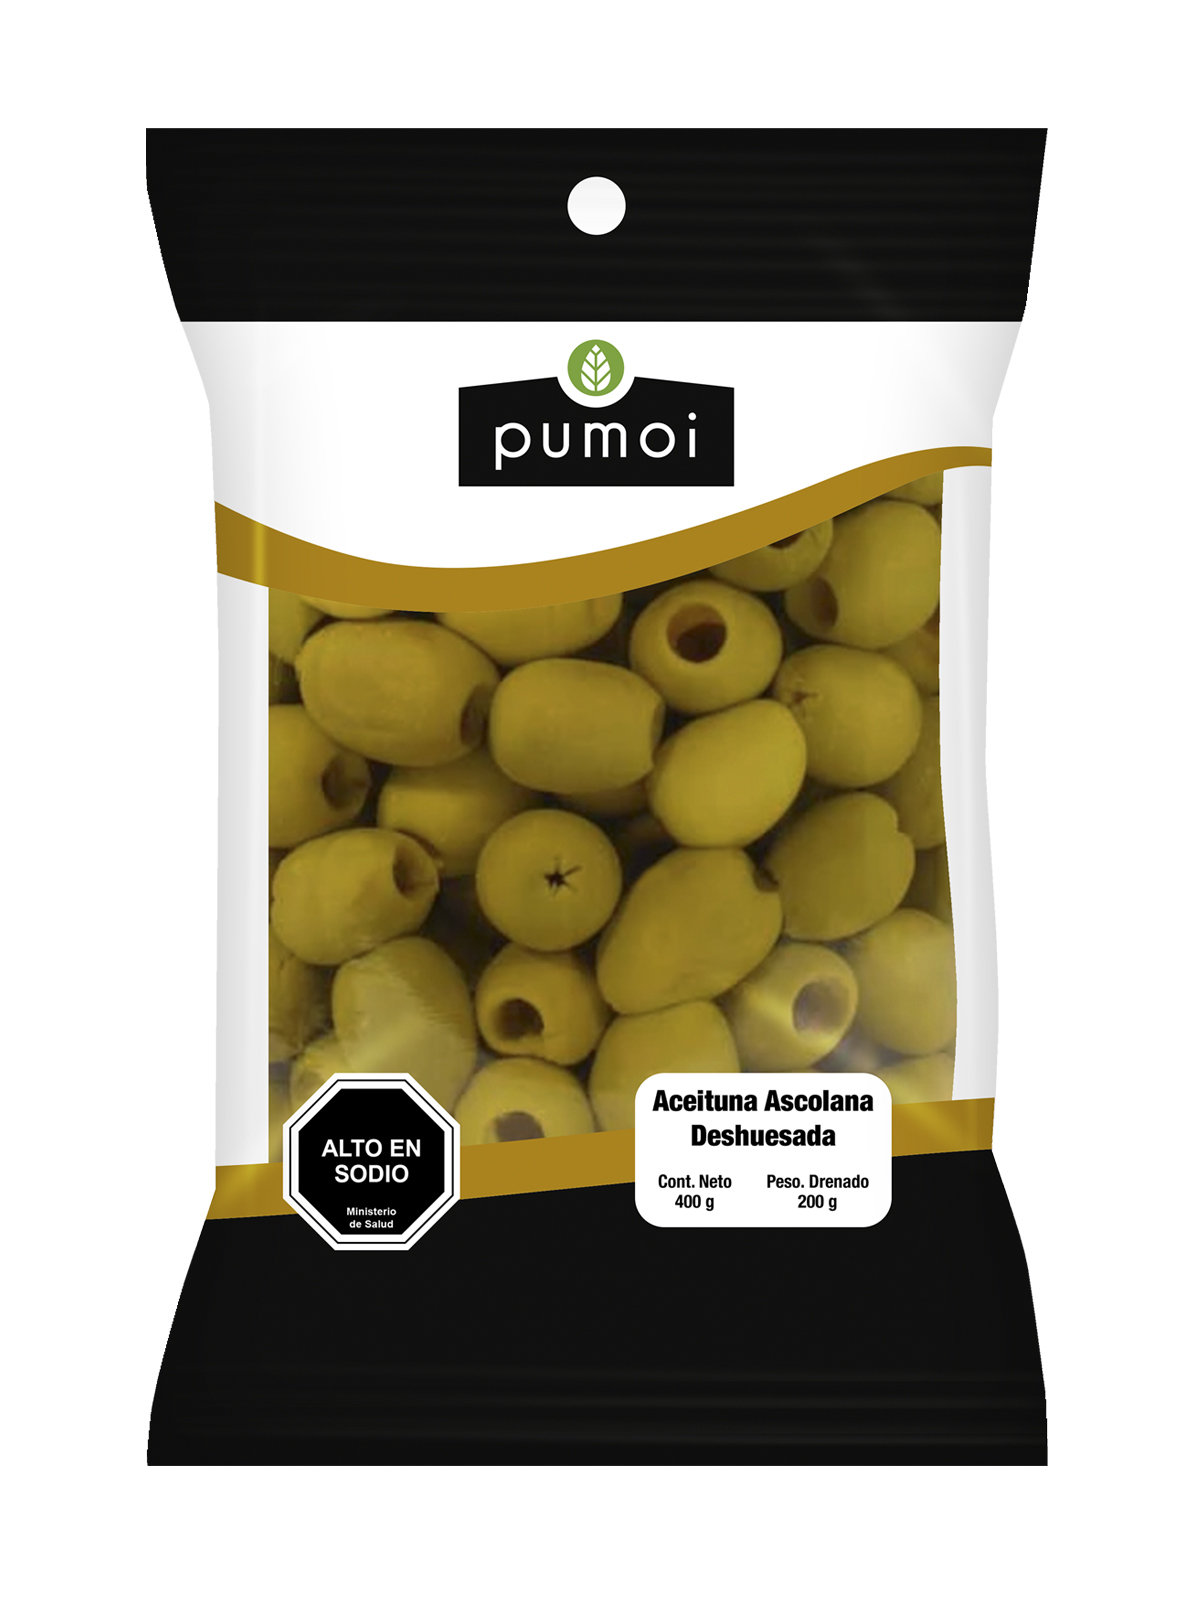 pumoi
ALTO EN
SODIO
Ministerio
de Salud
Aceituna Ascolana
Deshuesada
Cont. Neto
400 g
Peso. Drenado
200 g